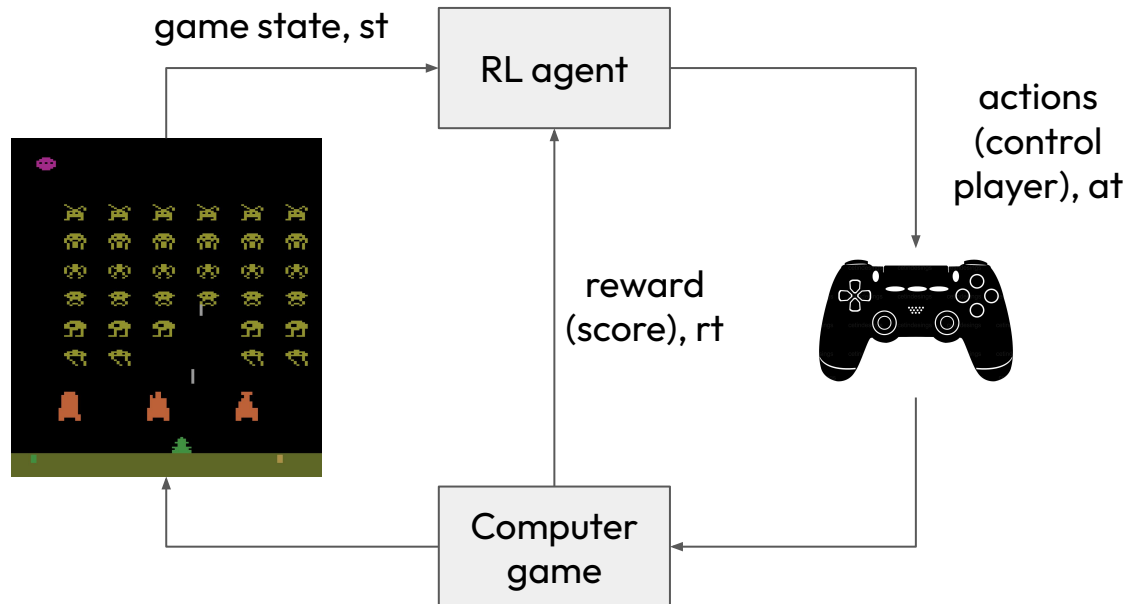 game state, st
RL agent
actions
(control
player), at
reward
(score), rt
Computer
game